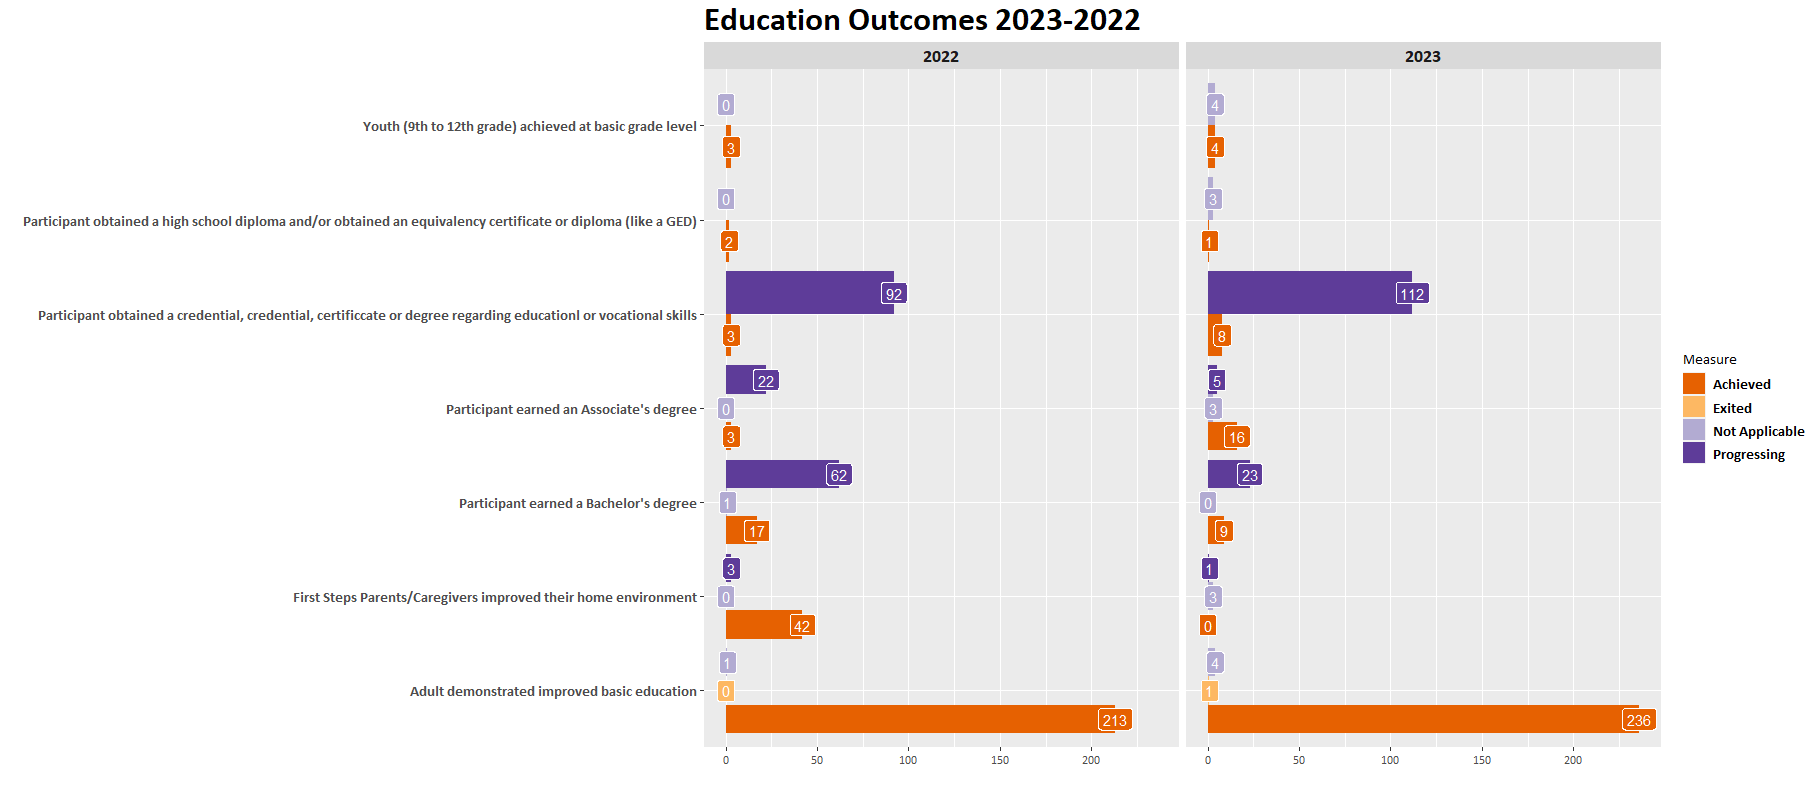 Education Outcomes 2023-2022
2022
2023
Youth (9th to 12th grade) achieved at basic grade level
0
3
4
4
Participant obtained a high school diploma and/or obtained an equivalency certificate or diploma (like a GED)
0
2
3
1
Participant obtained a credential, credential, certificcate or degree regarding educationl or vocational skills
92
3
112
8
Participant earned an Associate's degree
22
0
3
5
3
16
Participant earned a Bachelor's degree
62
1
17
23
0
9
First Steps Parents/Caregivers improved their home environment
3
0
42
1
3
0
Adult demonstrated improved basic education
1
0
213
4
1
236
0 50 100 150 200
0 50 100 150 200
Measure
Achieved
Exited
Not Applicable
Progressing